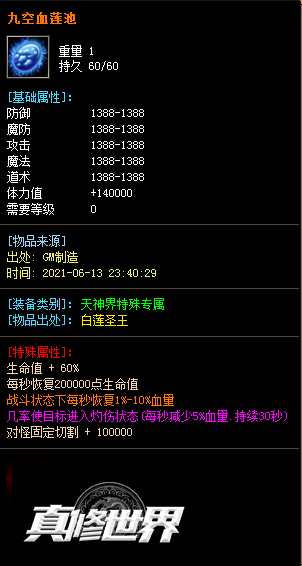 九空血莲池
重量 1
持久 60/60
[基础属性]:
防御 1388-1388
魔防 1388-1388
攻击 1388-1388
魔法 1388-1388
道术 1388-1388
体力值 +140000
需要等级 0
[物品来源]
出处: GM制造
时间: 2021-06-13 23:40:29
[装备类别]: 天神界特殊专属
[物品出处]: 白莲圣王
[特殊属性]:
生命值 + 60%
每秒恢复200000点生命值
战斗状态下每秒恢复1%-10%血量
几率使目标进入灼伤状态(每秒减少5%血量.持续30秒)
对怪固定切割 + 100000
真修世界